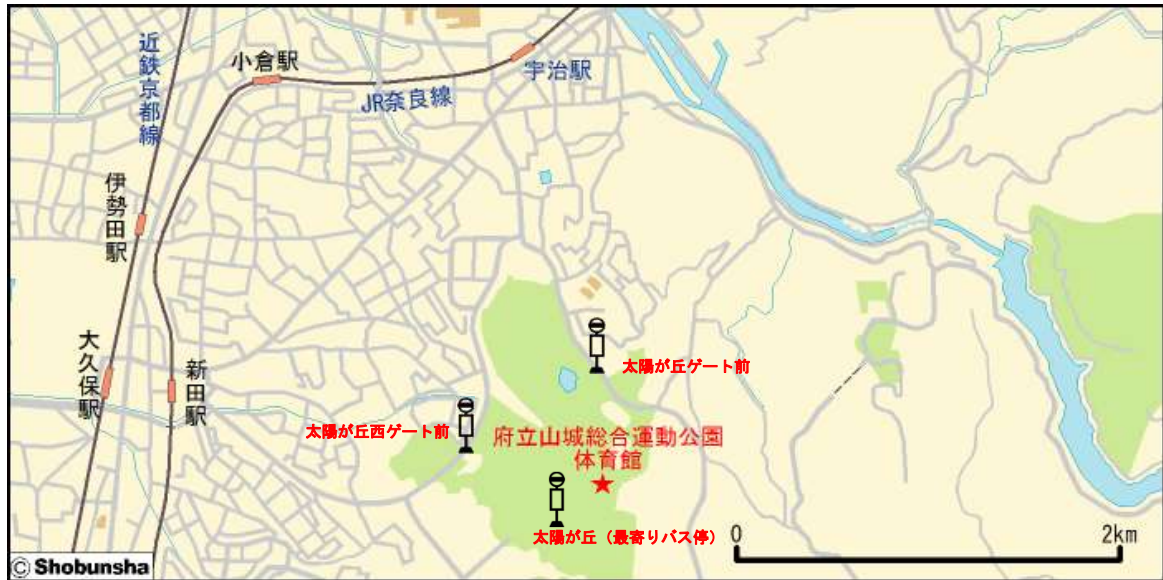 近鉄京都線
小倉駅
宇治駅
JR奈良線
伊勢田駅
大久保駅
新田駅
太陽が丘ゲート前
太陽が丘西ゲート前
府立山城総合運動公園
体育館
★
太陽が丘（最寄りバス停）
0
2km
© Shobunsha